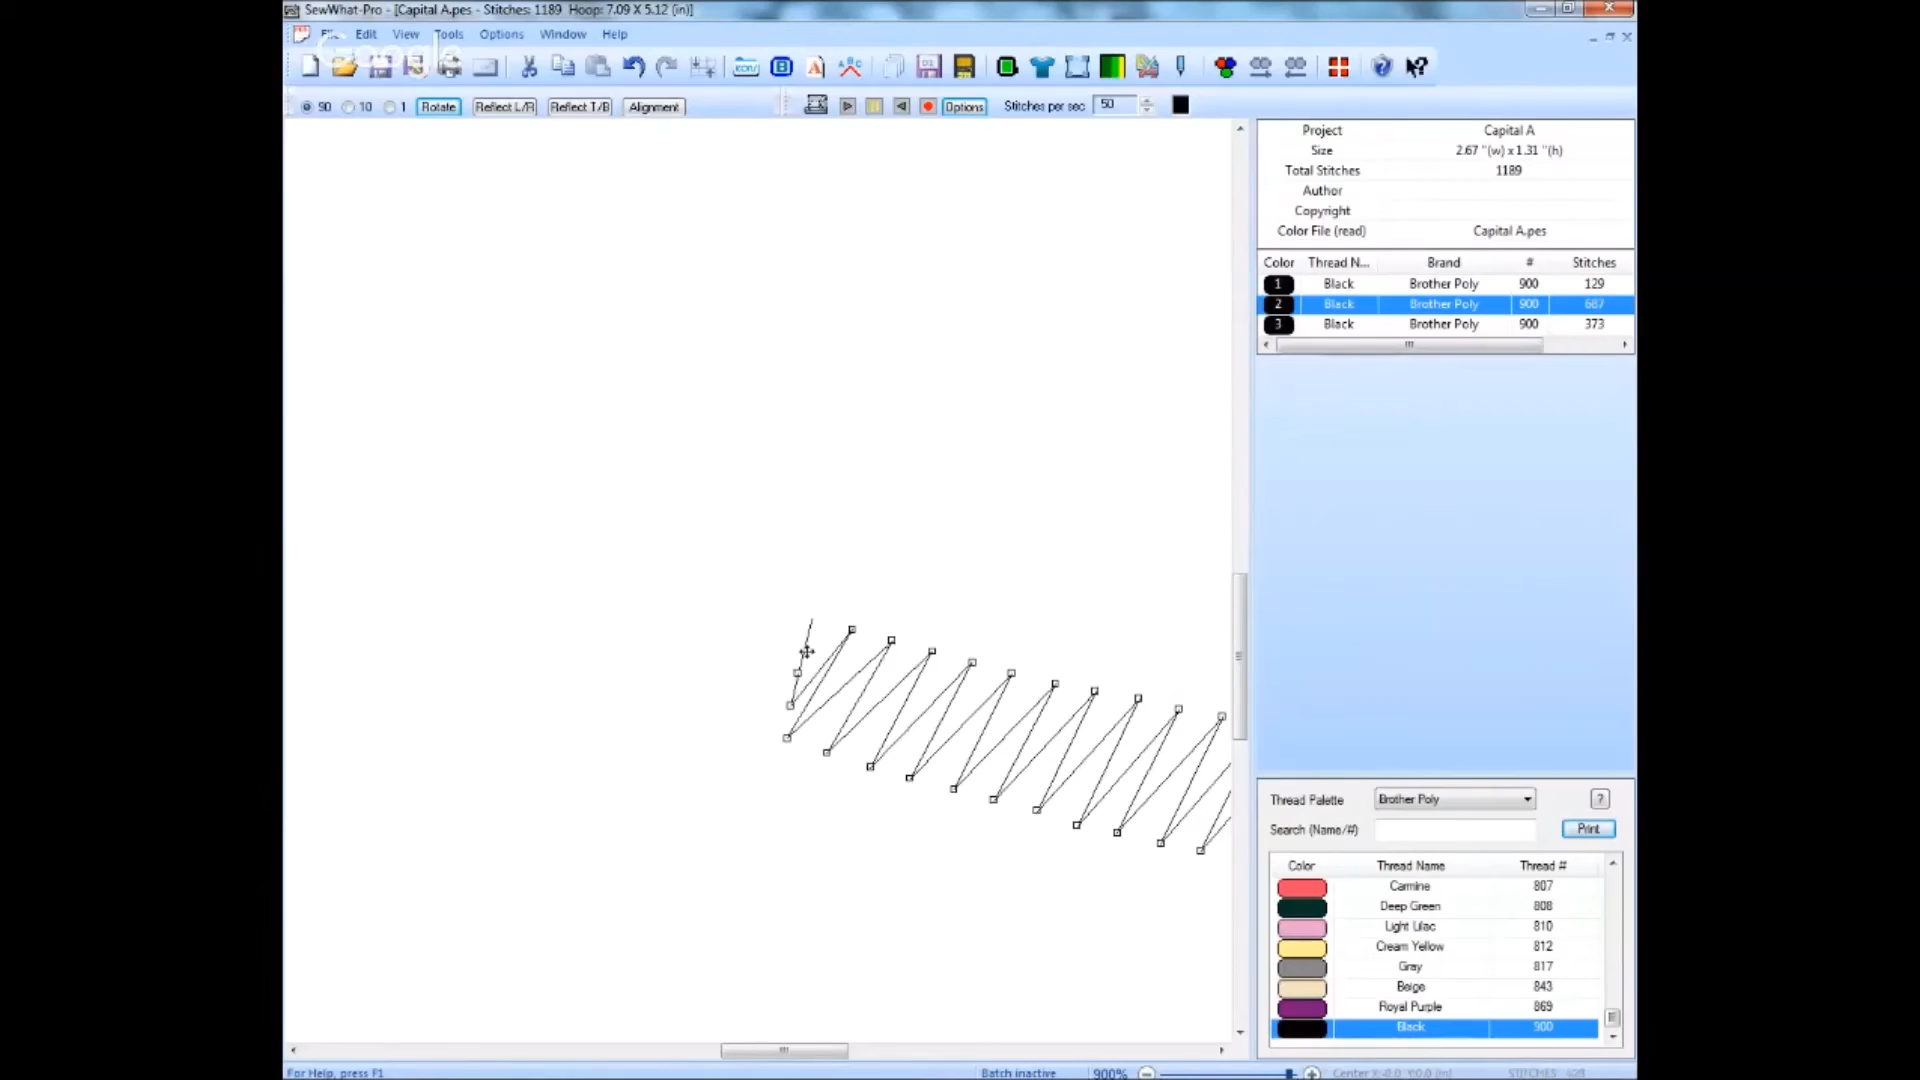 SewWhat-Pro - [Capital A.pes - Stitches: 1189 Hoop: 7.09 X 5.12 (in)]
Edit View Tools Options Window Help
Google
90 10 1 Rotate Reflect L/R Reflect T/B Alignment Options Stitches per sec 50
Project Capital A
Size 2.67 "(w) x 1.31 "(h)
Total Stitches 1189
Author
Copyright
Color File (read) Capital A.pes
Color Thread N... Brand # Stitches
1 Black Brother Poly 900 129
2 Black Brother Poly 900 687
3 Black Brother Poly 900 373
Thread Palette Brother Poly ?
Search (Name/#) Print
Color Thread Name Thread #
Carmine 807
Deep Green 808
Light Lilac 810
Cream Yellow 812
Gray 817
Beige 843
Royal Purple 869
Black 900
For Help, press F1 Batch inactive 900%